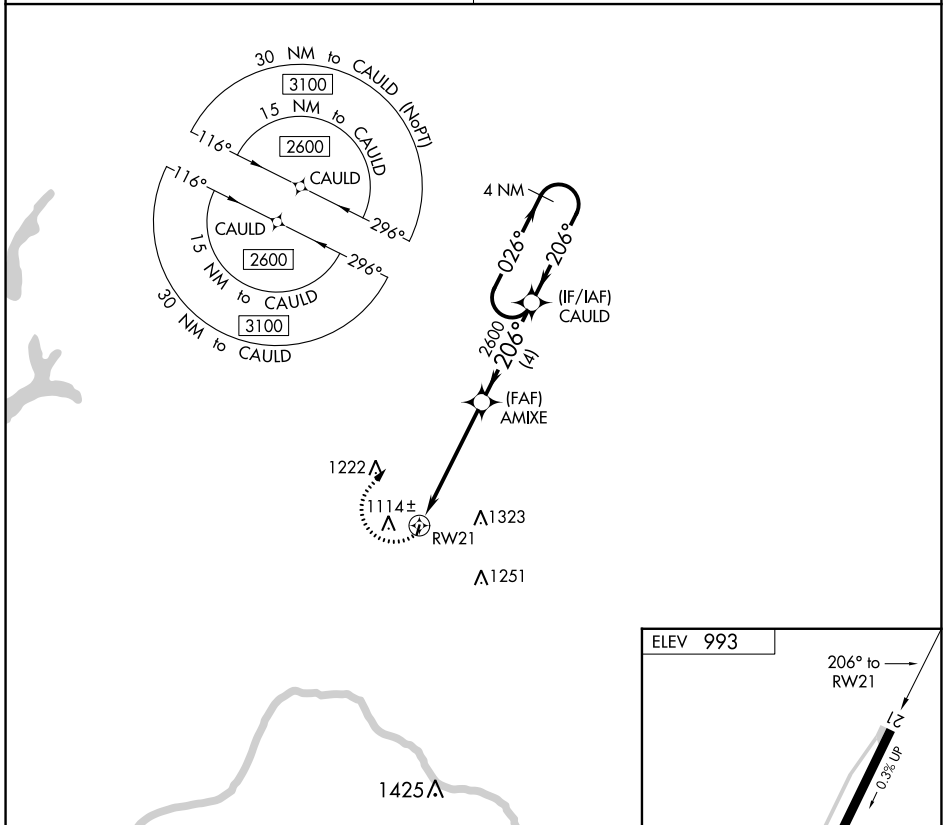 30 NM to CAULD (NoPT)
3100
15 NM to CAULD
2600
116°
CAULD
296°
116°
CAULD
296°
2600
15 NM to CAULD
3100
30 NM to CAULD
4 NM
026°
206°
(IF/IAF)
CAULD
2600
206°
(4)
(FAF)
AMIXE
1222
1114±
1323
RW21
1251
1425
ELEV 993
206° to
RW21
21
0.3% UP